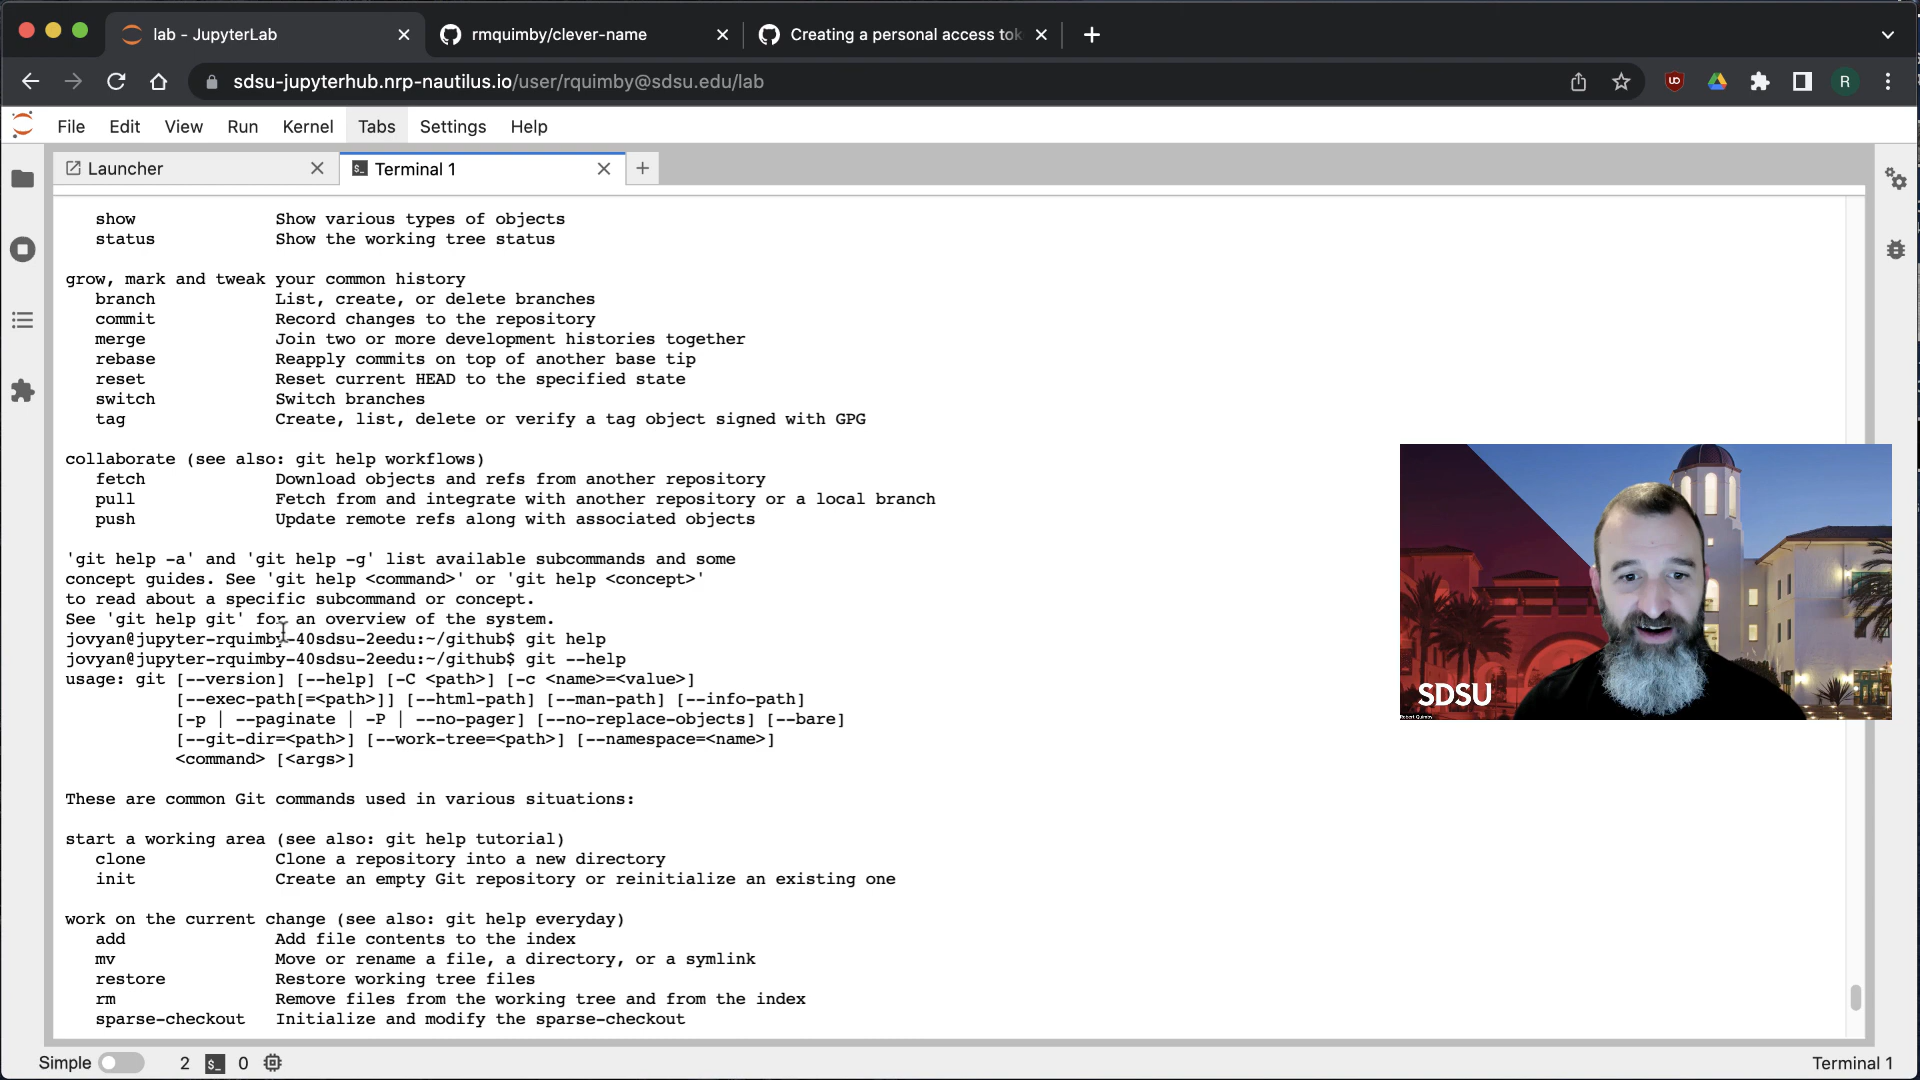 lab - JupyterLab
rmquimby/clever-name
Creating a personal access tok
sdsu-jupyterhub.nrp-nautilus.io/user/rquimby@sdsu.edu/lab
R
File Edit View Run Kernel Tabs Settings Help
Launcher
Terminal 1
show Show various types of objects
status Show the working tree status
grow, mark and tweak your common history
branch List, create, or delete branches
commit Record changes to the repository
merge Join two or more development histories together
rebase Reapply commits on top of another base tip
reset Reset current HEAD to the specified state
switch Switch branches
tag Create, list, delete or verify a tag object signed with GPG
collaborate (see also: git help workflows)
fetch Download objects and refs from another repository
pull Fetch from and integrate with another repository or a local branch
push Update remote refs along with associated objects
'git help -a' and 'git help -g' list available subcommands and some
concept guides. See 'git help <command>' or 'git help <concept>'
to read about a specific subcommand or concept.
See 'git help git' for an overview of the system.
jovyan@jupyter-rquimby-40sdsu-2eedu:~/github$ git help
jovyan@jupyter-rquimby-40sdsu-2eedu:~/github$ git --help
usage: git [--version] [--help] [-C <path>] [-c <name>=<value>]
[--exec-path[=<path>]] [--html-path] [--man-path] [--info-path]
[-p | --paginate | -P | --no-pager] [--no-replace-objects] [--bare]
[--git-dir=<path>] [--work-tree=<path>] [--namespace=<name>]
<command> [<args>]
These are common Git commands used in various situations:
start a working area (see also: git help tutorial)
clone Clone a repository into a new directory
init Create an empty Git repository or reinitialize an existing one
work on the current change (see also: git help everyday)
add Add file contents to the index
mv Move or rename a file, a directory, or a symlink
restore Restore working tree files
rm Remove files from the working tree and from the index
sparse-checkout Initialize and modify the sparse-checkout
SDSU
Robert Quimby
Simple 2 $_ 0
Terminal 1